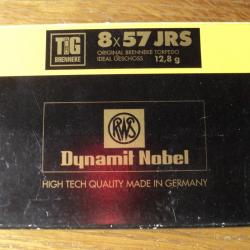 TIG
BRENNEKE
8x57 JRS
ORIGINAL BRENNEKE TORPEDO
IDEAL GESCHOSS 12,8 g
RWS
Dynamit Nobel
HIGH TECH QUALITY MADE IN GERMANY